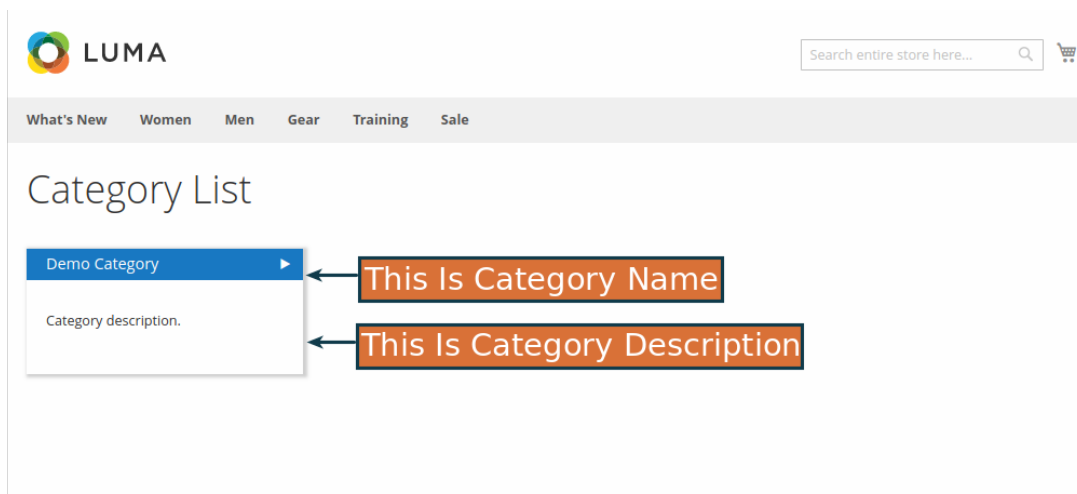 LUMA
Search entire store here...
What's New Women Men Gear Training Sale
Category List
Demo Category
This Is Category Name
Category description.
This Is Category Description